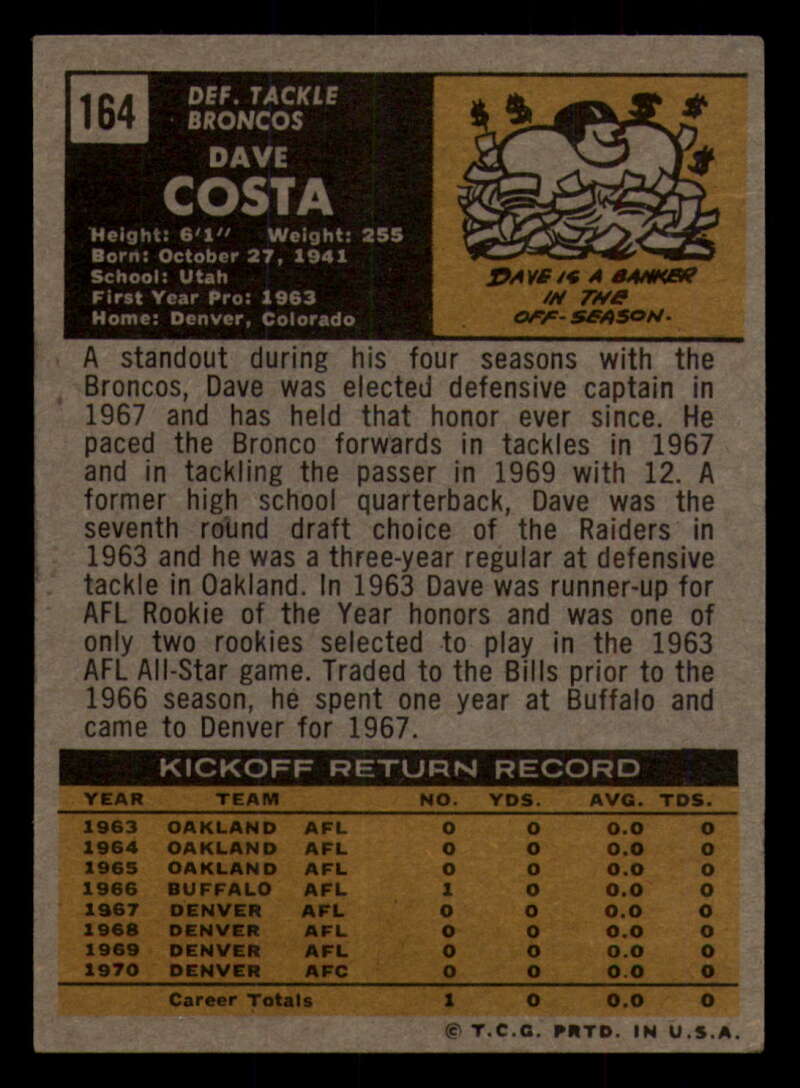 164
DEF. TACKLE
BRONCOS
DAVE
COSTA
Height: 6'1"   Weight: 255
Born: October 27, 1941
School: Utah
First Year Pro: 1963
Home: Denver, Colorado
$ $ $ $ $
DAVE IS A BANKER
IN THE
OFF-SEASON.
A standout during his four seasons with the
Broncos, Dave was elected defensive captain in
1967 and has held that honor ever since. He
paced the Bronco forwards in tackles in 1967
and in tackling the passer in 1969 with 12. A
former high school quarterback, Dave was the
seventh round draft choice of the Raiders in
1963 and he was a three-year regular at defensive
tackle in Oakland. In 1963 Dave was runner-up for
AFL Rookie of the Year honors and was one of
only two rookies selected to play in the 1963
AFL All-Star game. Traded to the Bills prior to the
1966 season, he spent one year at Buffalo and
came to Denver for 1967.
KICKOFF RETURN RECORD
YEAR TEAM NO. YDS. AVG. TDS.
1963 OAKLAND AFL 0 0 0.0 0
1964 OAKLAND AFL 0 0 0.0 0
1965 OAKLAND AFL 0 0 0.0 0
1966 BUFFALO AFL 1 0 0.0 0
1967 DENVER AFL 0 0 0.0 0
1968 DENVER AFL 0 0 0.0 0
1969 DENVER AFL 0 0 0.0 0
1970 DENVER AFC 0 0 0.0 0
Career Totals 1 0 0.0 0
© T.C.G. PRTD. IN U.S.A.